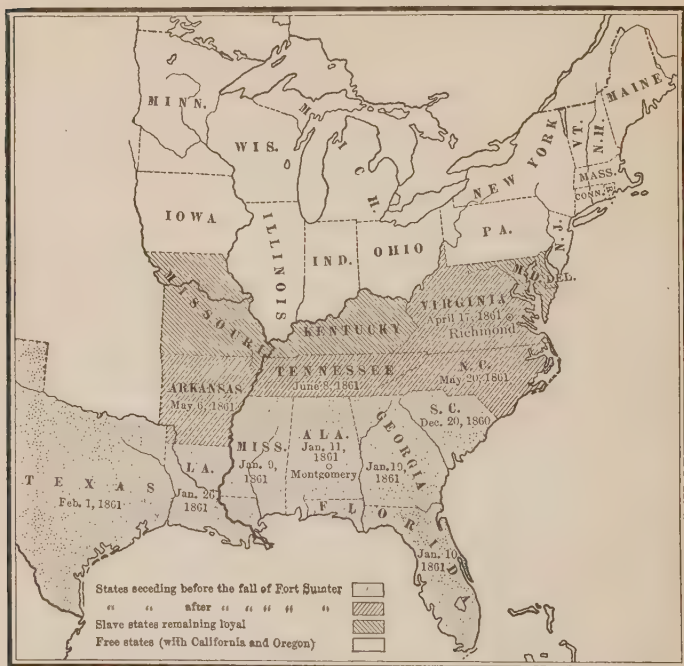 MINN.
WIS.
MICH.
IOWA
ILLINOIS
IND.
OHIO
PA.
NEW YORK
VT.
N.H.
MAINE
MASS.
CONN.
N.J.
MD.
DEL.
MISSOURI
KENTUCKY
VIRGINIA
April 17, 1861
Richmond
TENNESSEE
June 8, 1861
N.C.
May 20, 1861
ARKANSAS
May 6, 1861
S.C.
Dec. 20, 1860
GEORGIA
Jan. 19,
1861
ALA.
Jan. 11,
1861
Montgomery
MISS.
Jan. 9,
1861
LA.
Jan. 26
1861
TEXAS
Feb. 1, 1861
FLORIDA
Jan. 10
1861
States seceding before the fall of Fort Sumter
" " after " " " " "
Slave states remaining loyal
Free states (with California and Oregon)